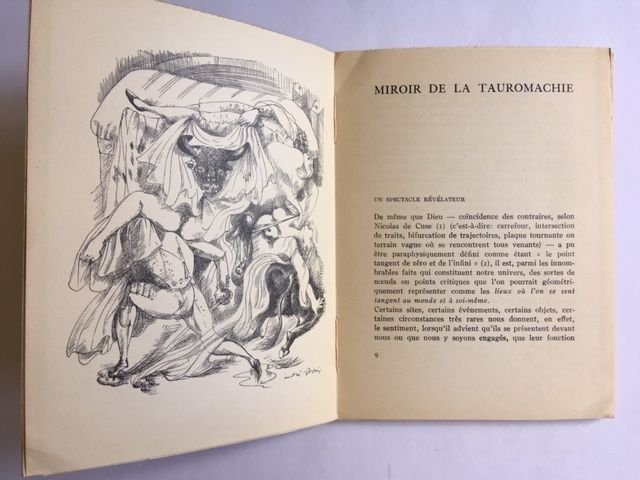 andré masson
MIROIR DE LA TAUROMACHIE
UN SPECTACLE RÉVÉLATEUR
De même que Dieu — coïncidence des contraires, selon
Nicolas de Cuse (1) (c'est-à-dire: carrefour, intersection
de traits, bifurcation de trajectoires, plaque tournante ou
terrain vague où se rencontrent tous venants) — a pu
être paraphysiquement défini comme étant « le point
tangent de zéro et de l'infini » (2), il est, parmi les innom-
brables faits qui constituent notre univers, des sortes de
nœuds ou points critiques que l'on pourrait géométri-
quement représenter comme les lieux où l'on se sent
tangent au monde et à soi-même.
Certains sites, certains événements, certains objets, cer-
taines circonstances très rares nous donnent, en effet,
le sentiment, lorsqu'il advient qu'ils se présentent devant
nous ou que nous y soyons engagés, que leur fonction
9